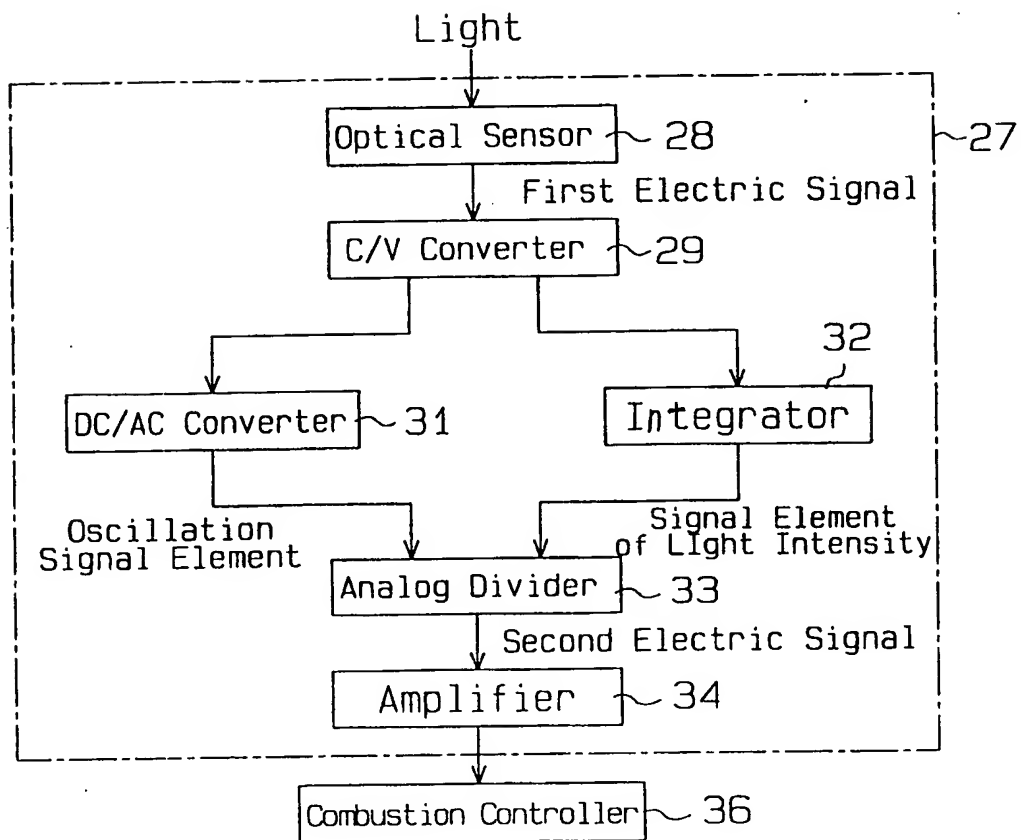 Light
Optical Sensor 28
27
First Electric Signal
C/V Converter 29
32
DC/AC Converter 31
Integrator
Oscillation
Signal Element
Signal Element
of LIght Intensity
Analog Divider 33
Second Electric Signal
Amplifier 34
Combustion Controller 36